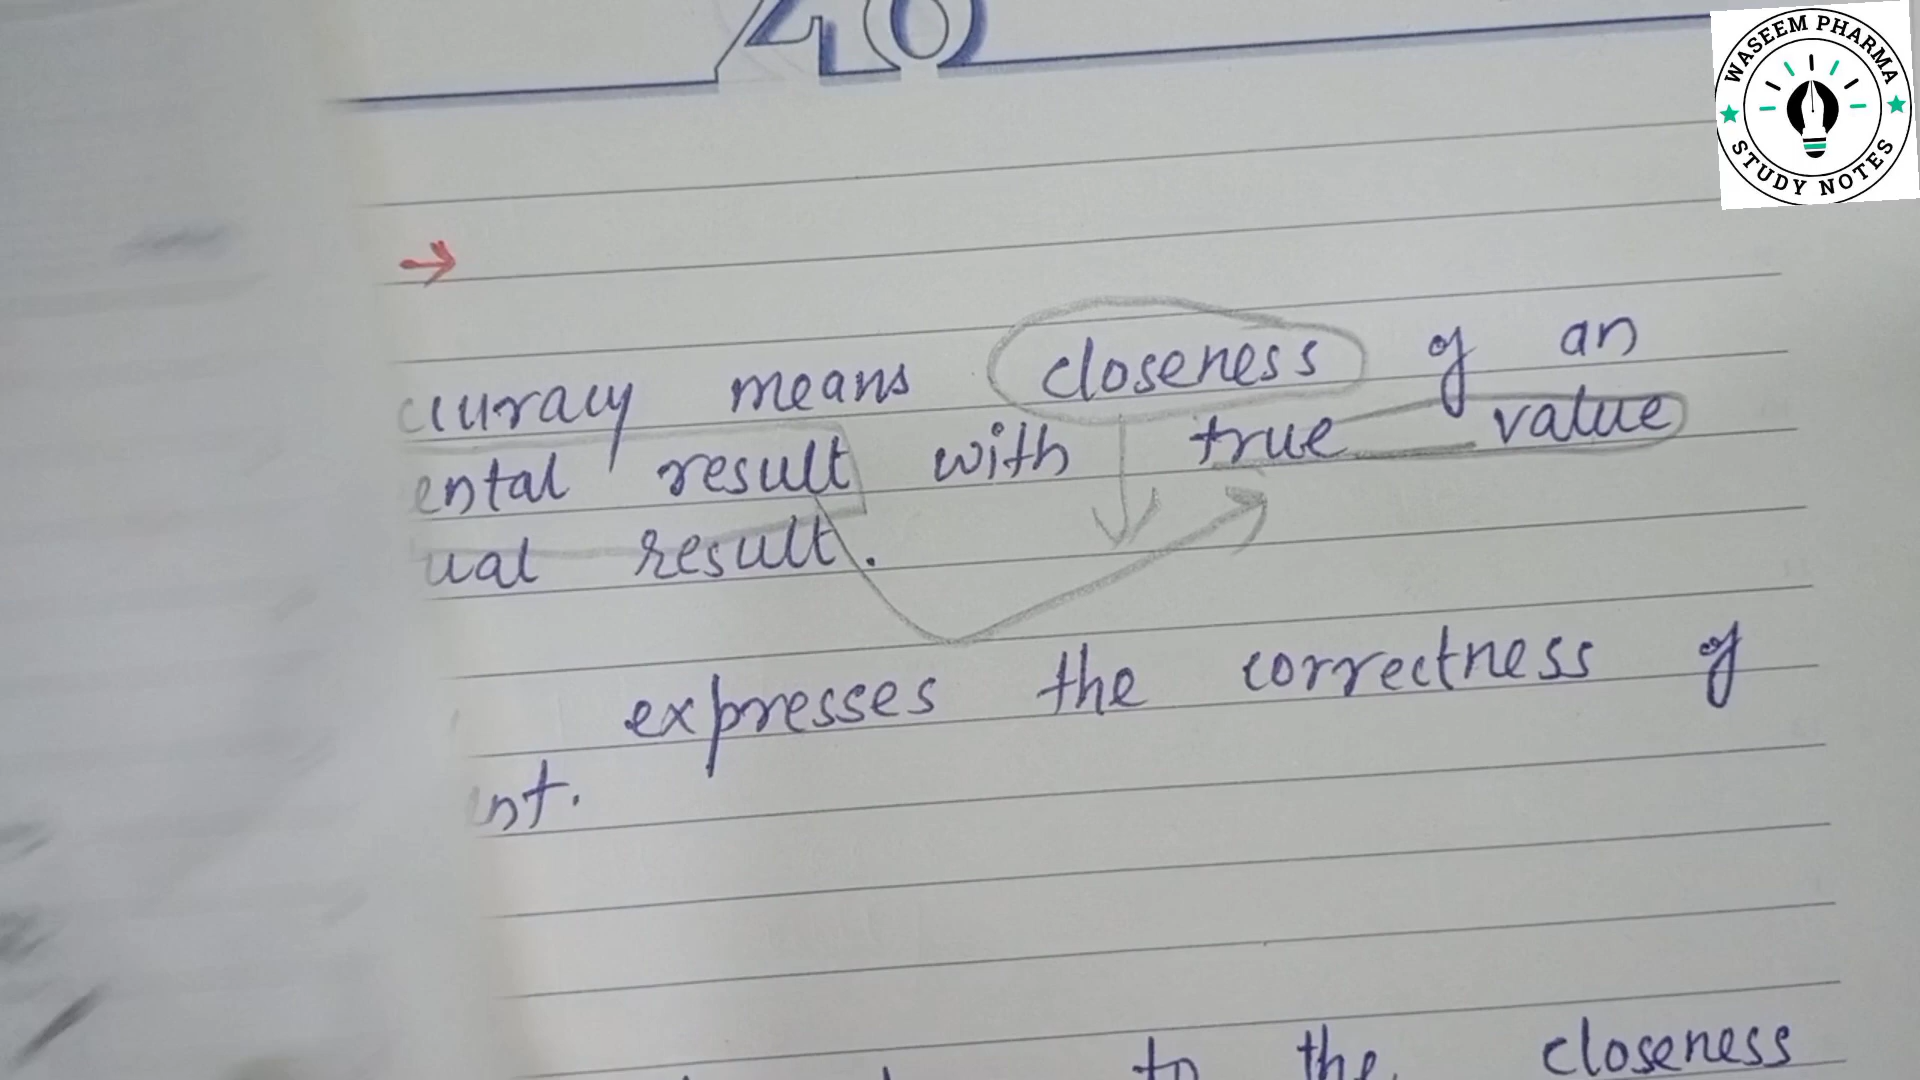 40
WASEEM PHARMA
STUDY NOTES
→
ccuracy means closeness of an
ental result with true value
ual result.
expresses the correctness of
nt.
to the closeness